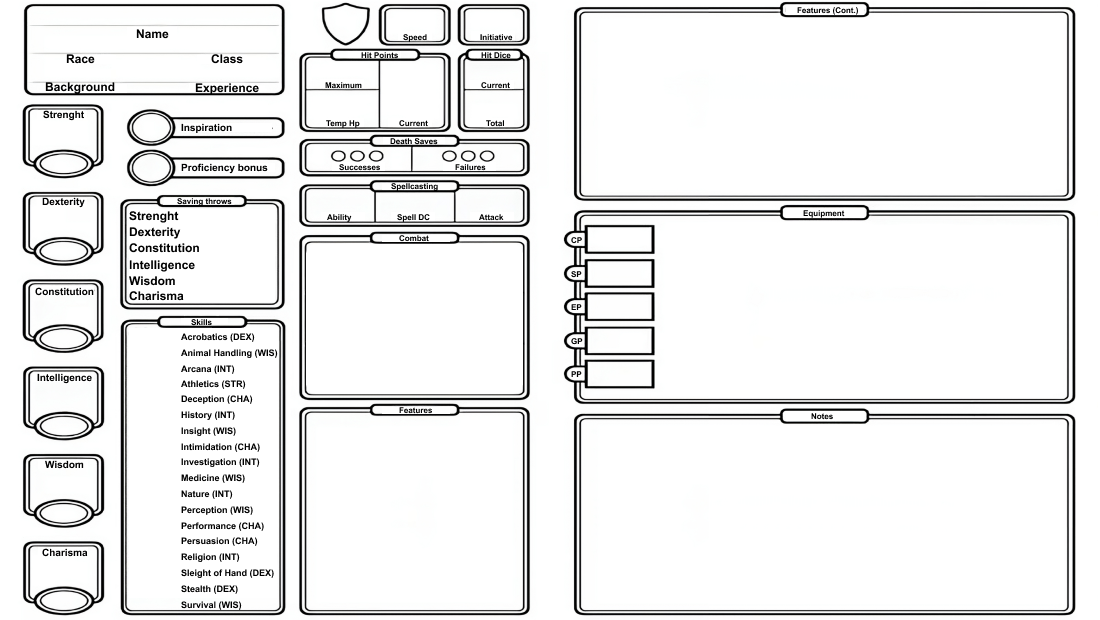 Name
Race Class
Background Experience
Strenght
Dexterity
Constitution
Intelligence
Wisdom
Charisma
Inspiration
Proficiency bonus
Saving throws
Strenght
Dexterity
Constitution
Intelligence
Wisdom
Charisma
Skills
Acrobatics (DEX)
Animal Handling (WIS)
Arcana (INT)
Athletics (STR)
Deception (CHA)
History (INT)
Insight (WIS)
Intimidation (CHA)
Investigation (INT)
Medicine (WIS)
Nature (INT)
Perception (WIS)
Performance (CHA)
Persuasion (CHA)
Religion (INT)
Sleight of Hand (DEX)
Stealth (DEX)
Survival (WIS)
Speed
Initiative
Hit Points
Maximum
Temp Hp
Current
Hit Dice
Current
Total
Death Saves
Successes
Failures
Spellcasting
Ability
Spell DC
Attack
Combat
Features
Features (Cont.)
Equipment
CP
SP
EP
GP
PP
Notes